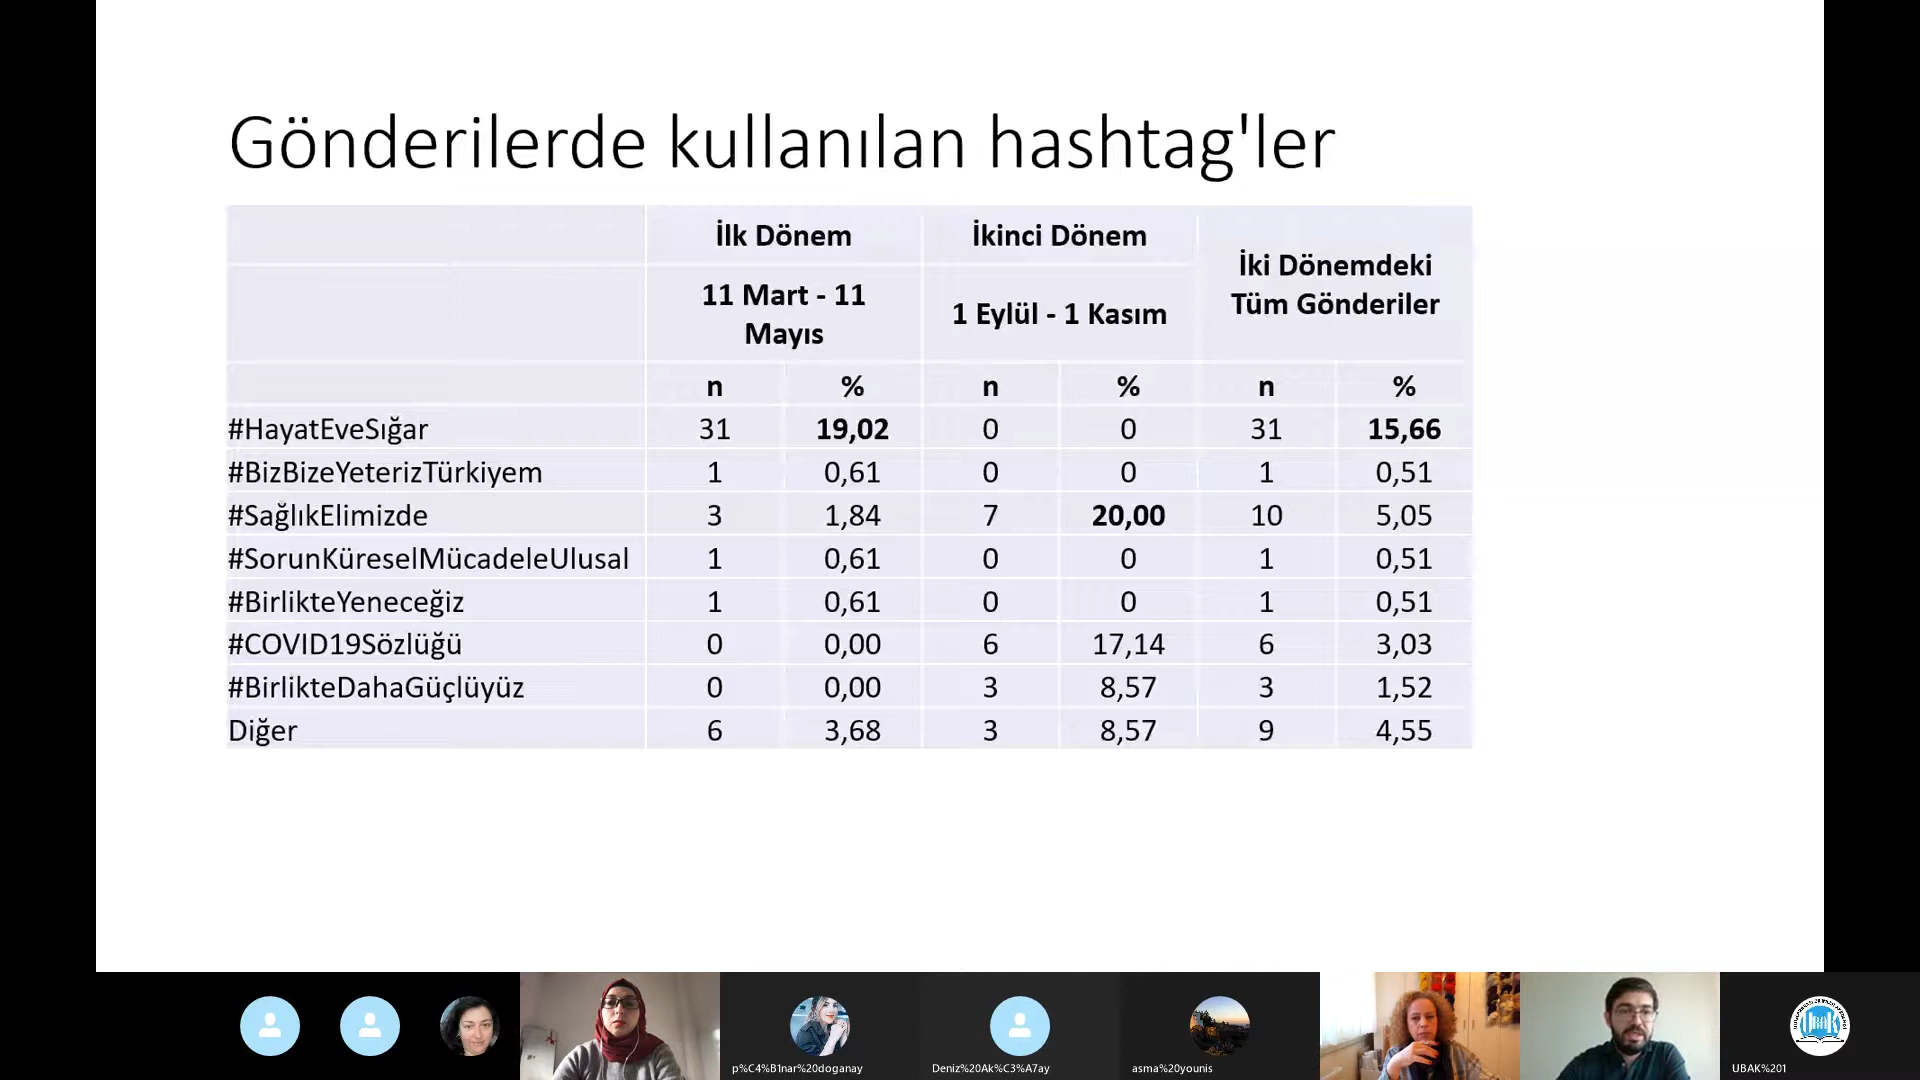 Gönderilerde kullanılan hashtag'ler
İlk Dönem İkinci Dönem İki Dönemdeki
Tüm Gönderiler
11 Mart - 11
Mayıs 1 Eylül - 1 Kasım
n % n % n %
#HayatEveSığar 31 19,02 0 0 31 15,66
#BizBizeYeterizTürkiyem 1 0,61 0 0 1 0,51
#SağlıkElimizde 3 1,84 7 20,00 10 5,05
#SorunKüreselMücadeleUlusal 1 0,61 0 0 1 0,51
#BirlikteYeneceğiz 1 0,61 0 0 1 0,51
#COVID19Sözlüğü 0 0,00 6 17,14 6 3,03
#BirlikteDahaGüçlüyüz 0 0,00 3 8,57 3 1,52
Diğer 6 3,68 3 8,57 9 4,55
p%C4%B1nar%20doganay
Deniz%20Ak%C3%A7ay
asma%20younis
UBAK%201